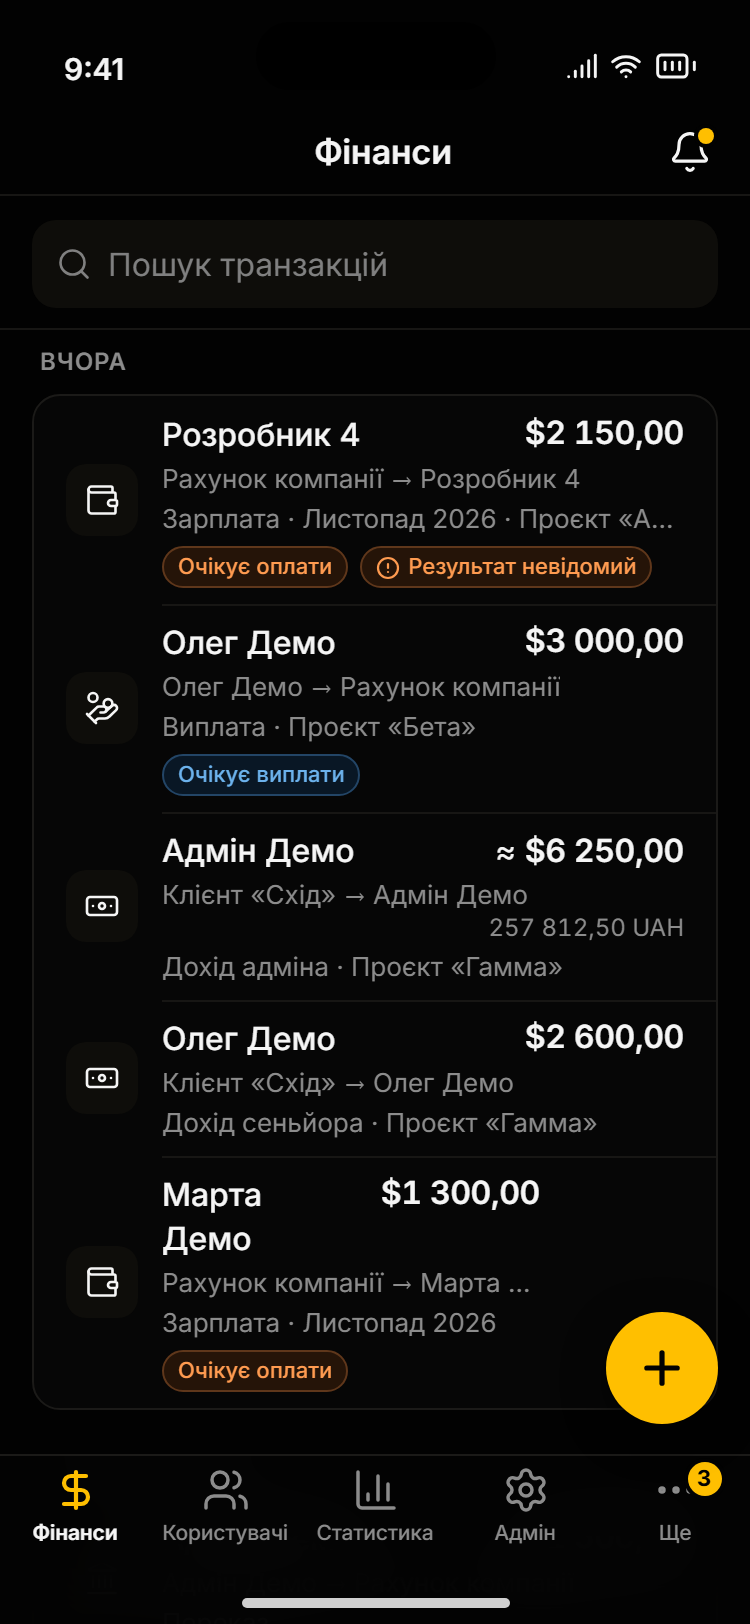 9:41
Фінанси
Пошук транзакцій
ВЧОРА
Розробник 4 $2 150,00
Рахунок компанії → Розробник 4
Зарплата · Листопад 2026 · Проєкт «А...
Очікує оплати Результат невідомий
Олег Демо $3 000,00
Олег Демо → Рахунок компанії
Виплата · Проєкт «Бета»
Очікує виплати
Адмін Демо ≈ $6 250,00
Клієнт «Схід» → Адмін Демо
257 812,50 UAH
Дохід адміна · Проєкт «Гамма»
Олег Демо $2 600,00
Клієнт «Схід» → Олег Демо
Дохід сеньйора · Проєкт «Гамма»
Марта $1 300,00
Демо
Рахунок компанії → Марта ...
Зарплата · Листопад 2026
Очікує оплати
3
Фінанси Користувачі Статистика Адмін Ще